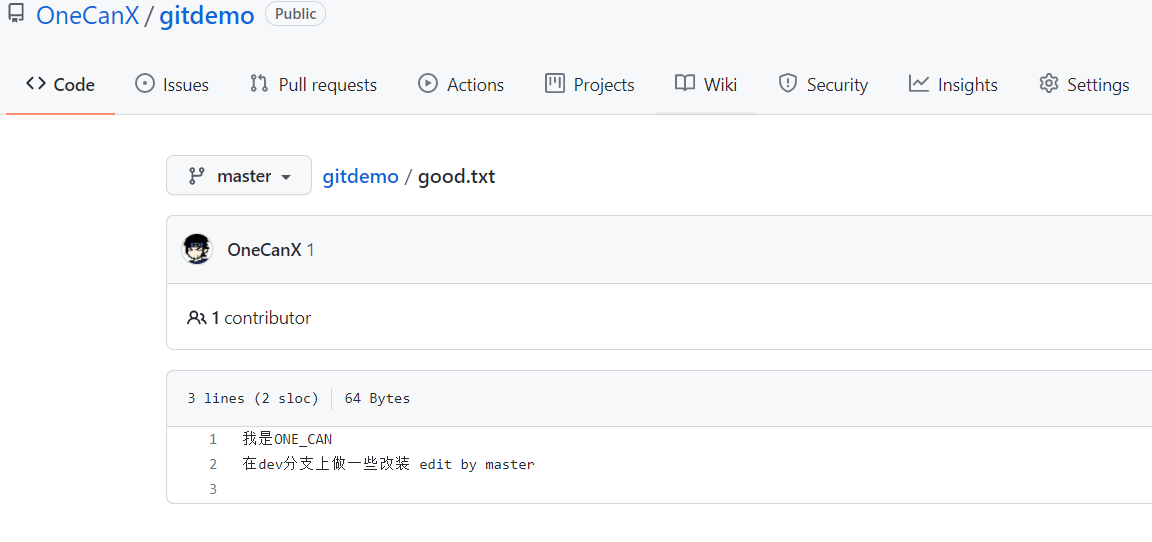 OneCanX / gitdemo Public
Code Issues Pull requests Actions Projects Wiki Security Insights Settings
master gitdemo / good.txt
OneCanX 1
1 contributor
3 lines (2 sloc) 64 Bytes
1 我是ONE_CAN
2 在dev分支上做一些改装 edit by master
3